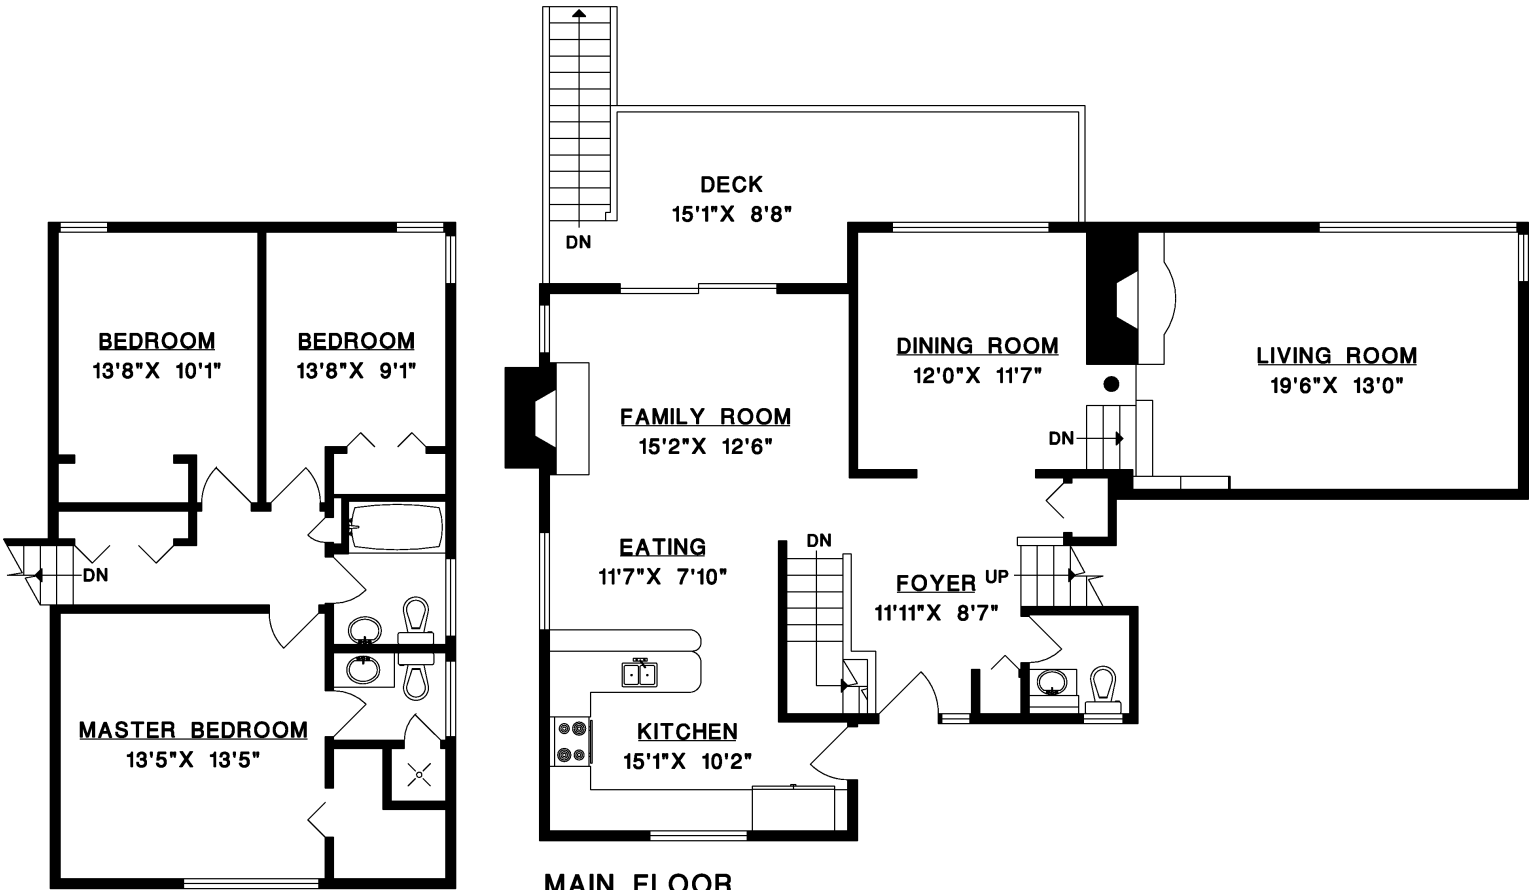 DECK
15'1"X 8'8"
DN
BEDROOM
13'8"X 10'1"
BEDROOM
13'8"X 9'1"
DINING ROOM
12'0"X 11'7"
LIVING ROOM
19'6"X 13'0"
FAMILY ROOM
15'2"X 12'6"
DN
EATING
11'7"X 7'10"
DN
FOYER
11'11"X 8'7"
UP
DN
MASTER BEDROOM
13'5"X 13'5"
KITCHEN
15'1"X 10'2"
MAIN FLOOR